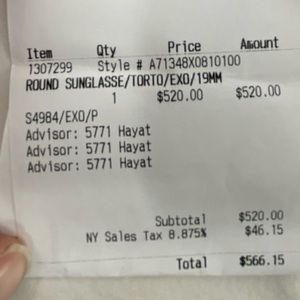 Item Qty Price Amount
1307299 Style # A71348X0810100
ROUND SUNGLASSE/TORTO/EXO/19MM
1 $520.00 $520.00
S4984/EXO/P
Advisor: 5771 Hayat
Advisor: 5771 Hayat
Advisor: 5771 Hayat
Subtotal $520.00
NY Sales Tax 8.875% $46.15
Total $566.15